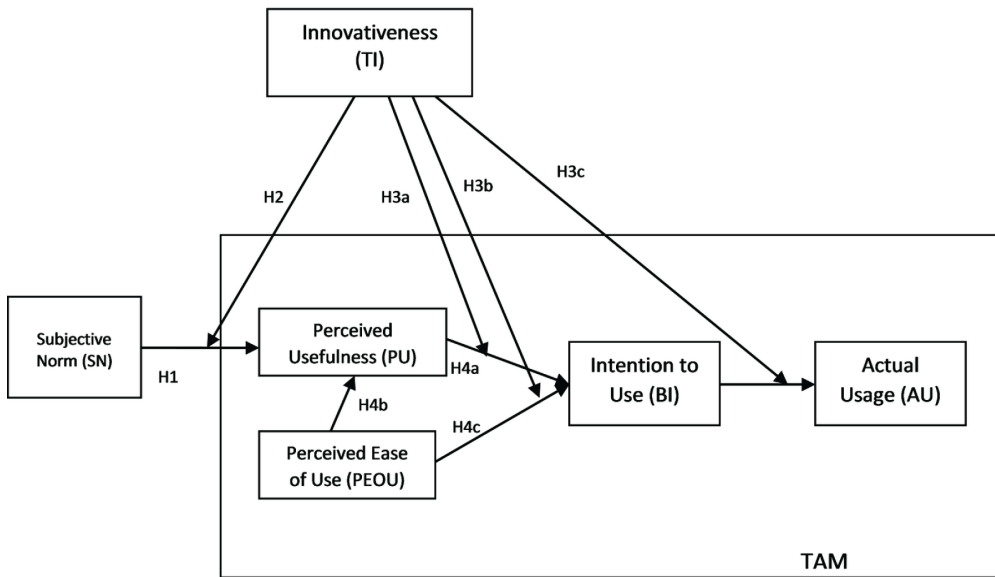 Innovativeness
(TI)
H2
H3a
H3b
H3c
Subjective
Norm (SN)
H1
Perceived
Usefulness (PU)
H4a
H4b
Perceived Ease
of Use (PEOU)
H4c
Intention to
Use (BI)
Actual
Usage (AU)
TAM